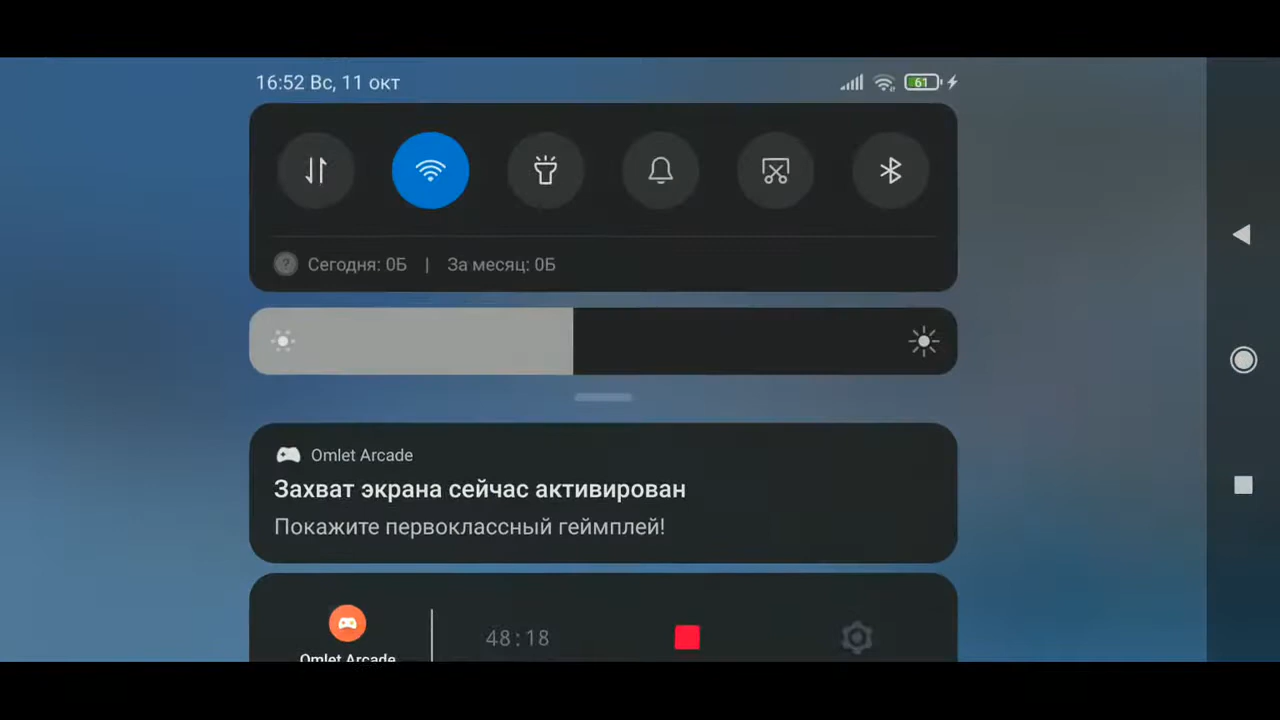 16:52 Вс, 11 окт
61
Сегодня: 0Б | За месяц: 0Б
Omlet Arcade
Захват экрана сейчас активирован
Покажите первоклассный геймплей!
48:18
Omlet Arcade